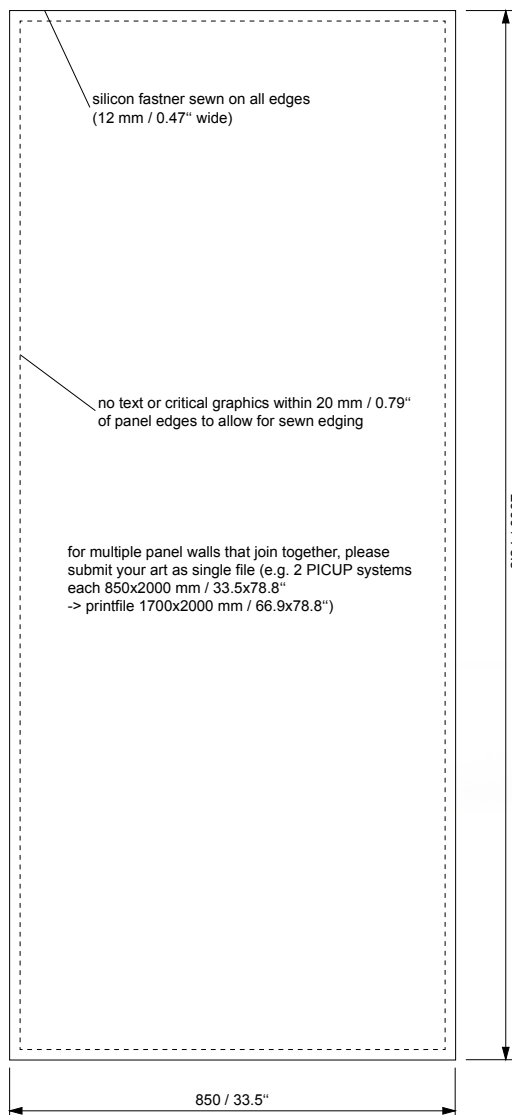 silicon fastner sewn on all edges
(12 mm / 0.47“ wide)
no text or critical graphics within 20 mm / 0.79“
of panel edges to allow for sewn edging
for multiple panel walls that join together, please
submit your art as single file (e.g. 2 PICUP systems
each 850x2000 mm / 33.5x78.8“
-> printfile 1700x2000 mm / 66.9x78.8“)
850 / 33.5“